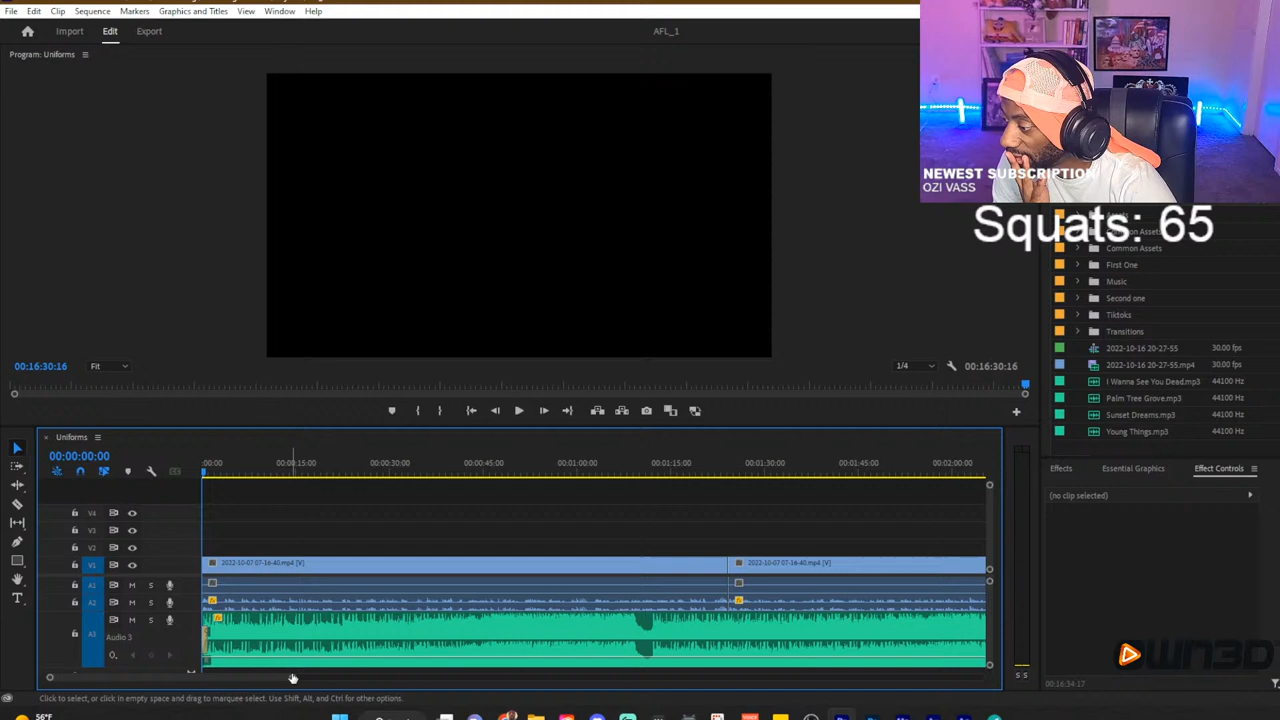 File Edit Clip Sequence Markers Graphics and Titles View Window Help
Import Edit Export AFL_1
Program: Uniforms
NEWEST SUBSCRIPTION
OZI VASS
Squats: 65
Common Assets
Common Assets
First One
Music
Second one
Tiktoks
Transitions
2022-10-16 20-27-55 30.00 fps
2022-10-16 20-27-55.mp4 30.00 fps
I Wanna See You Dead.mp3 44100 Hz
Palm Tree Grove.mp3 44100 Hz
Sunset Dreams.mp3 44100 Hz
Young Things.mp3 44100 Hz
00:16:30:16 Fit 1/4 00:16:30:16
Uniforms
00:00:00:00
:00:00 00:00:15:00 00:00:30:00 00:00:45:00 00:01:00:00 00:01:15:00 00:01:30:00 00:01:45:00 00:02:00:00
V4
V3
V2
V1 2022-10-07 07-16-40.mp4 [V] 2022-10-07 07-16-40.mp4 [V]
A1 M S
A2 M S
M S
A3 Audio 3
S S
Effects Essential Graphics Effect Controls
(no clip selected)
OWN3D
00:16:34:17
Click to select, or click in empty space and drag to marquee select. Use Shift, Alt, and Ctrl for other options.
56°F